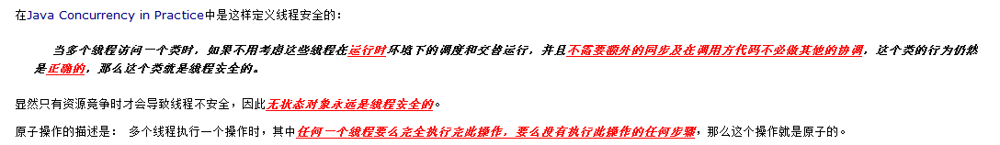 在Java Concurrency in Practice中是这样定义线程安全的：
当多个线程访问一个类时，如果不用考虑这些线程在运行时环境下的调度和交替运行，并且不需要额外的同步及在调用方代码不必做其他的协调，这个类的行为仍然
是正确的，那么这个类就是线程安全的。
显然只有资源竞争时才会导致线程不安全，因此无状态对象永远是线程安全的。
原子操作的描述是： 多个线程执行一个操作时，其中任何一个线程要么完全执行完此操作，要么没有执行此操作的任何步骤，那么这个操作就是原子的。